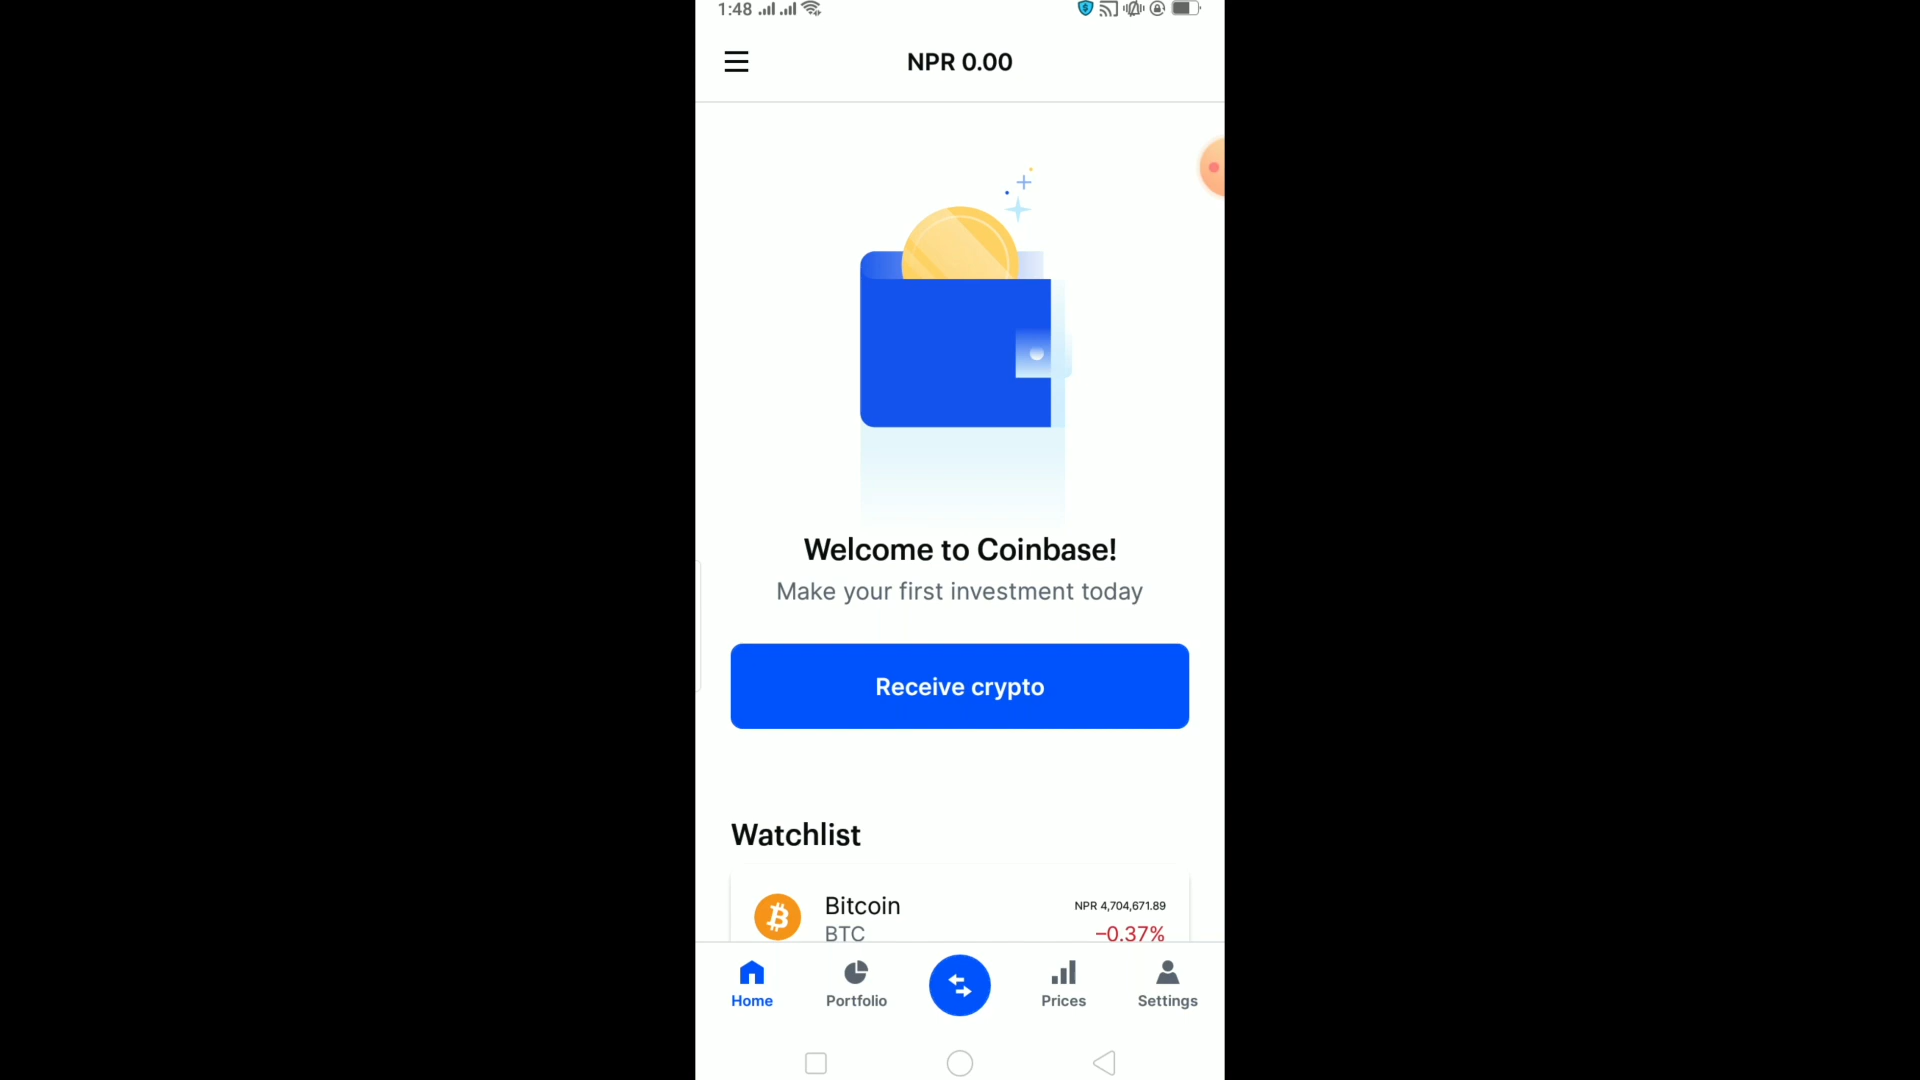 1:48
NPR 0.00
Welcome to Coinbase!
Make your first investment today
Receive crypto
Watchlist
Bitcoin
NPR 4,704,671.89
BTC
−0.37%
Home
Portfolio
Prices
Settings